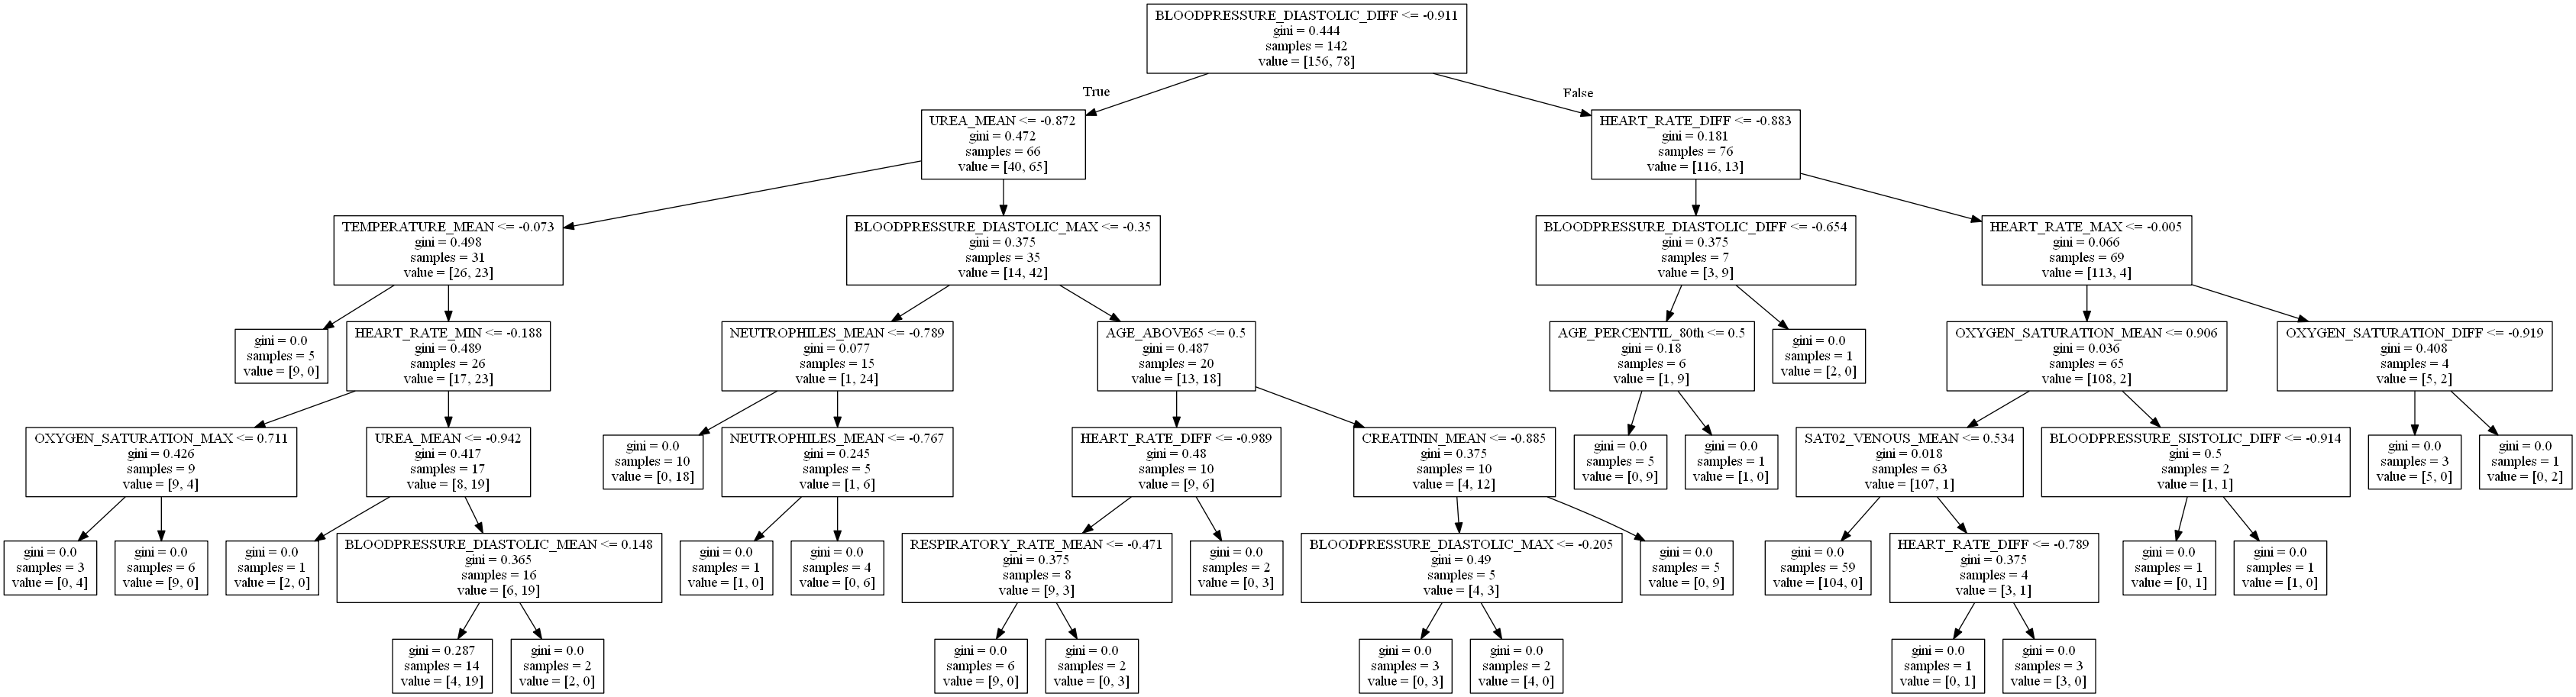 BLOODPRESSURE_DIASTOLIC_DIFF <= -0.911
gini = 0.444
samples = 142
value = [156, 78]
True
False
UREA_MEAN <= -0.872
gini = 0.472
samples = 66
value = [40, 65]
HEART_RATE_DIFF <= -0.883
gini = 0.181
samples = 76
value = [116, 13]
TEMPERATURE_MEAN <= -0.073
gini = 0.498
samples = 31
value = [26, 23]
BLOODPRESSURE_DIASTOLIC_MAX <= -0.35
gini = 0.375
samples = 35
value = [14, 42]
BLOODPRESSURE_DIASTOLIC_DIFF <= -0.654
gini = 0.375
samples = 7
value = [3, 9]
HEART_RATE_MAX <= -0.005
gini = 0.066
samples = 69
value = [113, 4]
gini = 0.0
samples = 5
value = [9, 0]
HEART_RATE_MIN <= -0.188
gini = 0.489
samples = 26
value = [17, 23]
NEUTROPHILES_MEAN <= -0.789
gini = 0.077
samples = 15
value = [1, 24]
AGE_ABOVE65 <= 0.5
gini = 0.487
samples = 20
value = [13, 18]
AGE_PERCENTIL_80th <= 0.5
gini = 0.18
samples = 6
value = [1, 9]
gini = 0.0
samples = 1
value = [2, 0]
OXYGEN_SATURATION_MEAN <= 0.906
gini = 0.036
samples = 65
value = [108, 2]
OXYGEN_SATURATION_DIFF <= -0.919
gini = 0.408
samples = 4
value = [5, 2]
OXYGEN_SATURATION_MAX <= 0.711
gini = 0.426
samples = 9
value = [9, 4]
UREA_MEAN <= -0.942
gini = 0.417
samples = 17
value = [8, 19]
gini = 0.0
samples = 10
value = [0, 18]
NEUTROPHILES_MEAN <= -0.767
gini = 0.245
samples = 5
value = [1, 6]
HEART_RATE_DIFF <= -0.989
gini = 0.48
samples = 10
value = [9, 6]
CREATININ_MEAN <= -0.885
gini = 0.375
samples = 10
value = [4, 12]
gini = 0.0
samples = 5
value = [0, 9]
gini = 0.0
samples = 1
value = [1, 0]
SAT02_VENOUS_MEAN <= 0.534
gini = 0.018
samples = 63
value = [107, 1]
BLOODPRESSURE_SISTOLIC_DIFF <= -0.914
gini = 0.5
samples = 2
value = [1, 1]
gini = 0.0
samples = 3
value = [5, 0]
gini = 0.0
samples = 1
value = [0, 2]
gini = 0.0
samples = 3
value = [0, 4]
gini = 0.0
samples = 6
value = [9, 0]
gini = 0.0
samples = 1
value = [2, 0]
BLOODPRESSURE_DIASTOLIC_MEAN <= 0.148
gini = 0.365
samples = 16
value = [6, 19]
gini = 0.0
samples = 1
value = [1, 0]
gini = 0.0
samples = 4
value = [0, 6]
RESPIRATORY_RATE_MEAN <= -0.471
gini = 0.375
samples = 8
value = [9, 3]
gini = 0.0
samples = 2
value = [0, 3]
BLOODPRESSURE_DIASTOLIC_MAX <= -0.205
gini = 0.49
samples = 5
value = [4, 3]
gini = 0.0
samples = 5
value = [0, 9]
gini = 0.0
samples = 59
value = [104, 0]
HEART_RATE_DIFF <= -0.789
gini = 0.375
samples = 4
value = [3, 1]
gini = 0.0
samples = 1
value = [0, 1]
gini = 0.0
samples = 1
value = [1, 0]
gini = 0.287
samples = 14
value = [4, 19]
gini = 0.0
samples = 2
value = [2, 0]
gini = 0.0
samples = 6
value = [9, 0]
gini = 0.0
samples = 2
value = [0, 3]
gini = 0.0
samples = 3
value = [0, 3]
gini = 0.0
samples = 2
value = [4, 0]
gini = 0.0
samples = 1
value = [0, 1]
gini = 0.0
samples = 3
value = [3, 0]